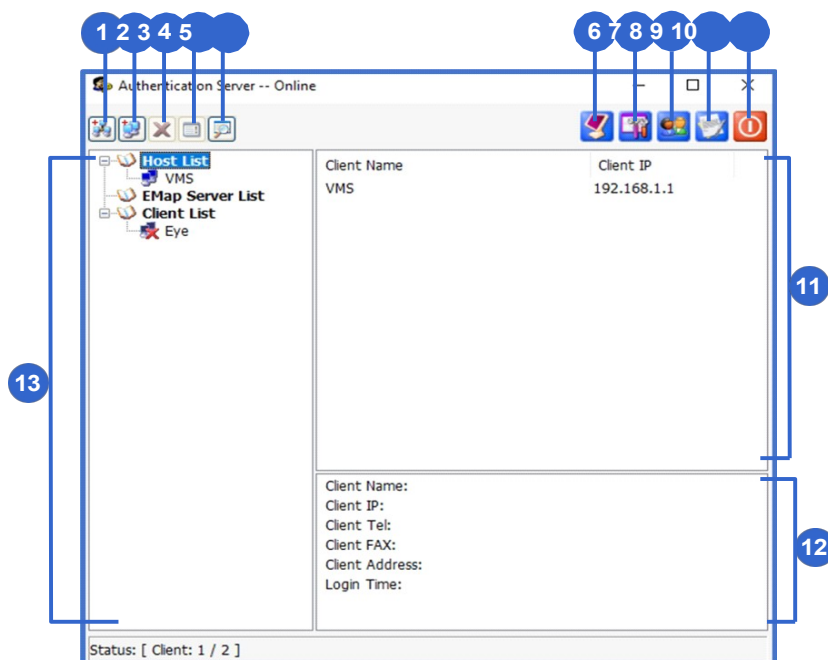 1 2 3 4 5 6 7 8 9 10
Authentication Server -- Online
Host List
VMS
EMap Server List
Client List
Eye
Client Name Client IP
VMS 192.168.1.1
11
13
Client Name:
Client IP:
Client Tel:
Client FAX:
Client Address:
Login Time:
12
Status: [ Client: 1 / 2 ]